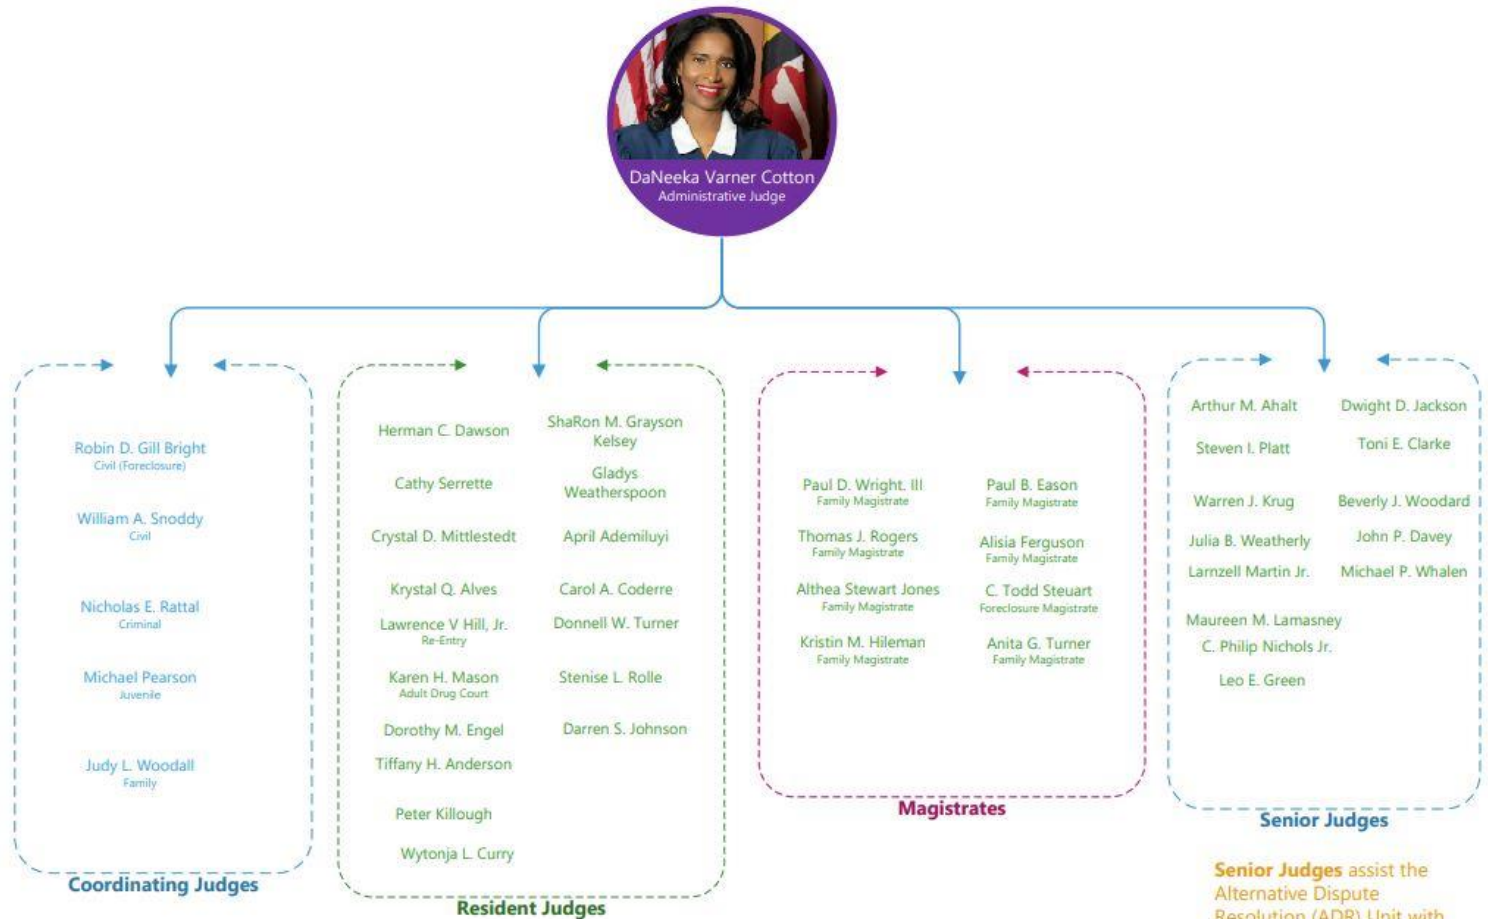 DaNeeka Varner Cotton
Administrative Judge
Robin D. Gill Bright
Civil (Foreclosure)
William A. Snoddy
Civil
Nicholas E. Rattal
Criminal
Michael Pearson
Juvenile
Judy L. Woodall
Family
Coordinating Judges
Herman C. Dawson
Cathy Serrette
Crystal D. Mittlestedt
Krystal Q. Alves
Lawrence V Hill, Jr.
Re-Entry
Karen H. Mason
Adult Drug Court
Dorothy M. Engel
Tiffany H. Anderson
Peter Killough
Wytonja L. Curry
ShaRon M. Grayson
Kelsey
Gladys
Weatherspoon
April Ademiluyi
Carol A. Coderre
Donnell W. Turner
Stenise L. Rolle
Darren S. Johnson
Resident Judges
Paul D. Wright. III
Family Magistrate
Thomas J. Rogers
Family Magistrate
Althea Stewart Jones
Family Magistrate
Kristin M. Hileman
Family Magistrate
Paul B. Eason
Family Magistrate
Alisia Ferguson
Family Magistrate
C. Todd Steuart
Foreclosure Magistrate
Anita G. Turner
Family Magistrate
Magistrates
Arthur M. Ahalt
Steven I. Platt
Warren J. Krug
Julia B. Weatherly
Larnzell Martin Jr.
Maureen M. Lamasney
C. Philip Nichols Jr.
Leo E. Green
Dwight D. Jackson
Toni E. Clarke
Beverly J. Woodard
John P. Davey
Michael P. Whalen
Senior Judges
Senior Judges assist the
Alternative Dispute
Resolution (ADR) Unit with